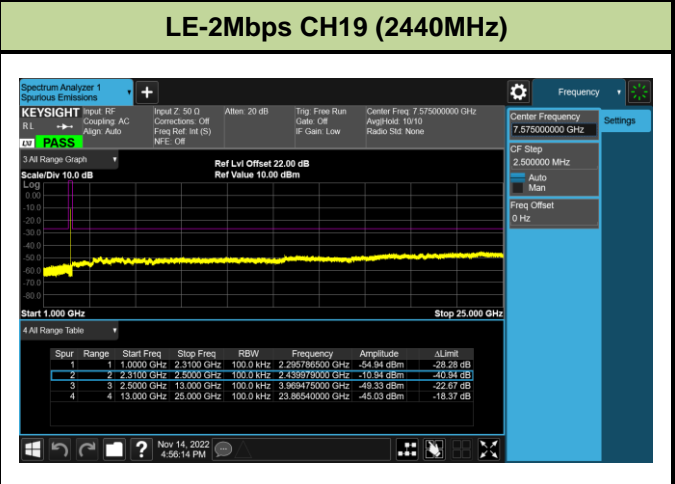 LE-2Mbps CH19 (2440MHz)
Spectrum Analyzer 1
Spurious Emissions
Frequency
KEYSIGHT Input: RF Input Z: 50 Ω Atten: 20 dB Trig: Free Run Center Freq: 7.575000000 GHz
RL Coupling: AC Corrections: Off Gate: Off Avg|Hold: 10/10
Align: Auto Freq Ref: Int (S) IF Gain: Low Radio Std: None
LXI PASS NFE: Off
Center Frequency
7.575000000 GHz
Settings
CF Step
2.500000 MHz
Auto
Man
Freq Offset
0 Hz
3 All Range Graph
Ref Lvl Offset 22.00 dB
Scale/Div 10.0 dB Ref Value 10.00 dBm
Log
0.00
-10.0
-20.0
-30.0
-40.0
-50.0
-60.0
-70.0
-80.0
Start 1.000 GHz Stop 25.000 GHz
4 All Range Table
Spur Range Start Freq Stop Freq RBW Frequency Amplitude ΔLimit
1 1 1.0000 GHz 2.3100 GHz 100.0 kHz 2.295786500 GHz -54.94 dBm -28.28 dB
2 2 2.3100 GHz 2.5000 GHz 100.0 kHz 2.439979000 GHz -10.94 dBm -40.94 dB
3 3 2.5000 GHz 13.000 GHz 100.0 kHz 3.969475000 GHz -49.33 dBm -22.67 dB
4 4 13.000 GHz 25.000 GHz 100.0 kHz 23.86540000 GHz -45.03 dBm -18.37 dB
? Nov 14, 2022
4:56:14 PM